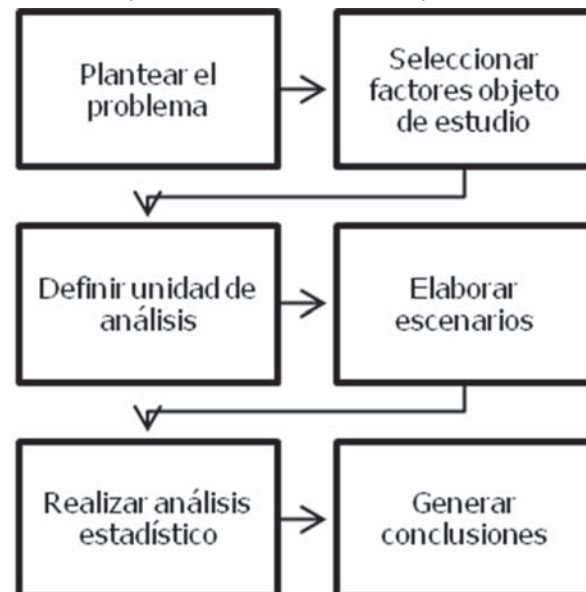 Plantear el
problema
Seleccionar
factores objeto
de estudio
Definir unidad de
análisis
Elaborar
escenarios
Realizar análisis
estadístico
Generar
conclusiones